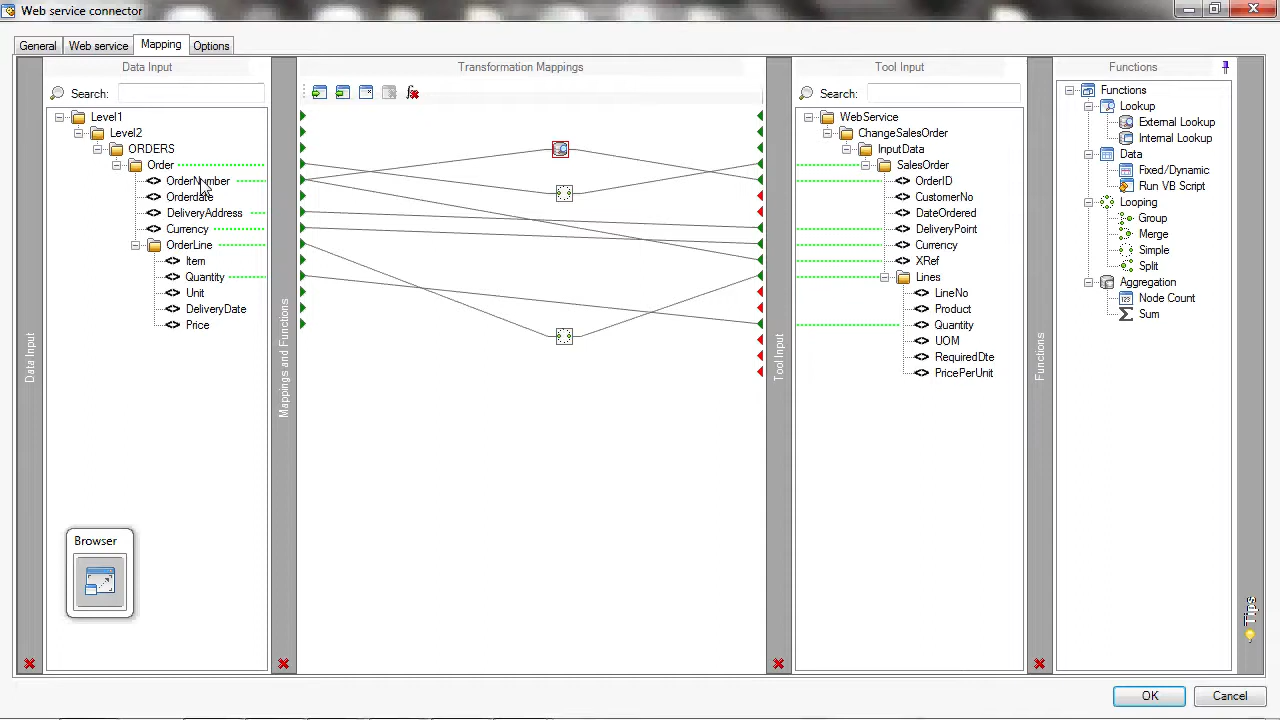 Web service connector
General
Web service
Mapping
Options
Data Input
Transformation Mappings
Tool Input
Functions
Search:
Level1
Level2
ORDERS
Order
OrderNumber
Orderdate
DeliveryAddress
Currency
OrderLine
Item
Quantity
Unit
DeliveryDate
Price
Browser
Data Input
Mappings and Functions
Search:
WebService
ChangeSalesOrder
InputData
SalesOrder
OrderID
CustomerNo
DateOrdered
DeliveryPoint
Currency
XRef
Lines
LineNo
Product
Quantity
UOM
RequiredDte
PricePerUnit
Tool Input
Functions
Functions
Lookup
External Lookup
Internal Lookup
Data
Fixed/Dynamic
Run VB Script
Looping
Group
Merge
Simple
Split
Aggregation
Node Count
Sum
Tips
OK
Cancel